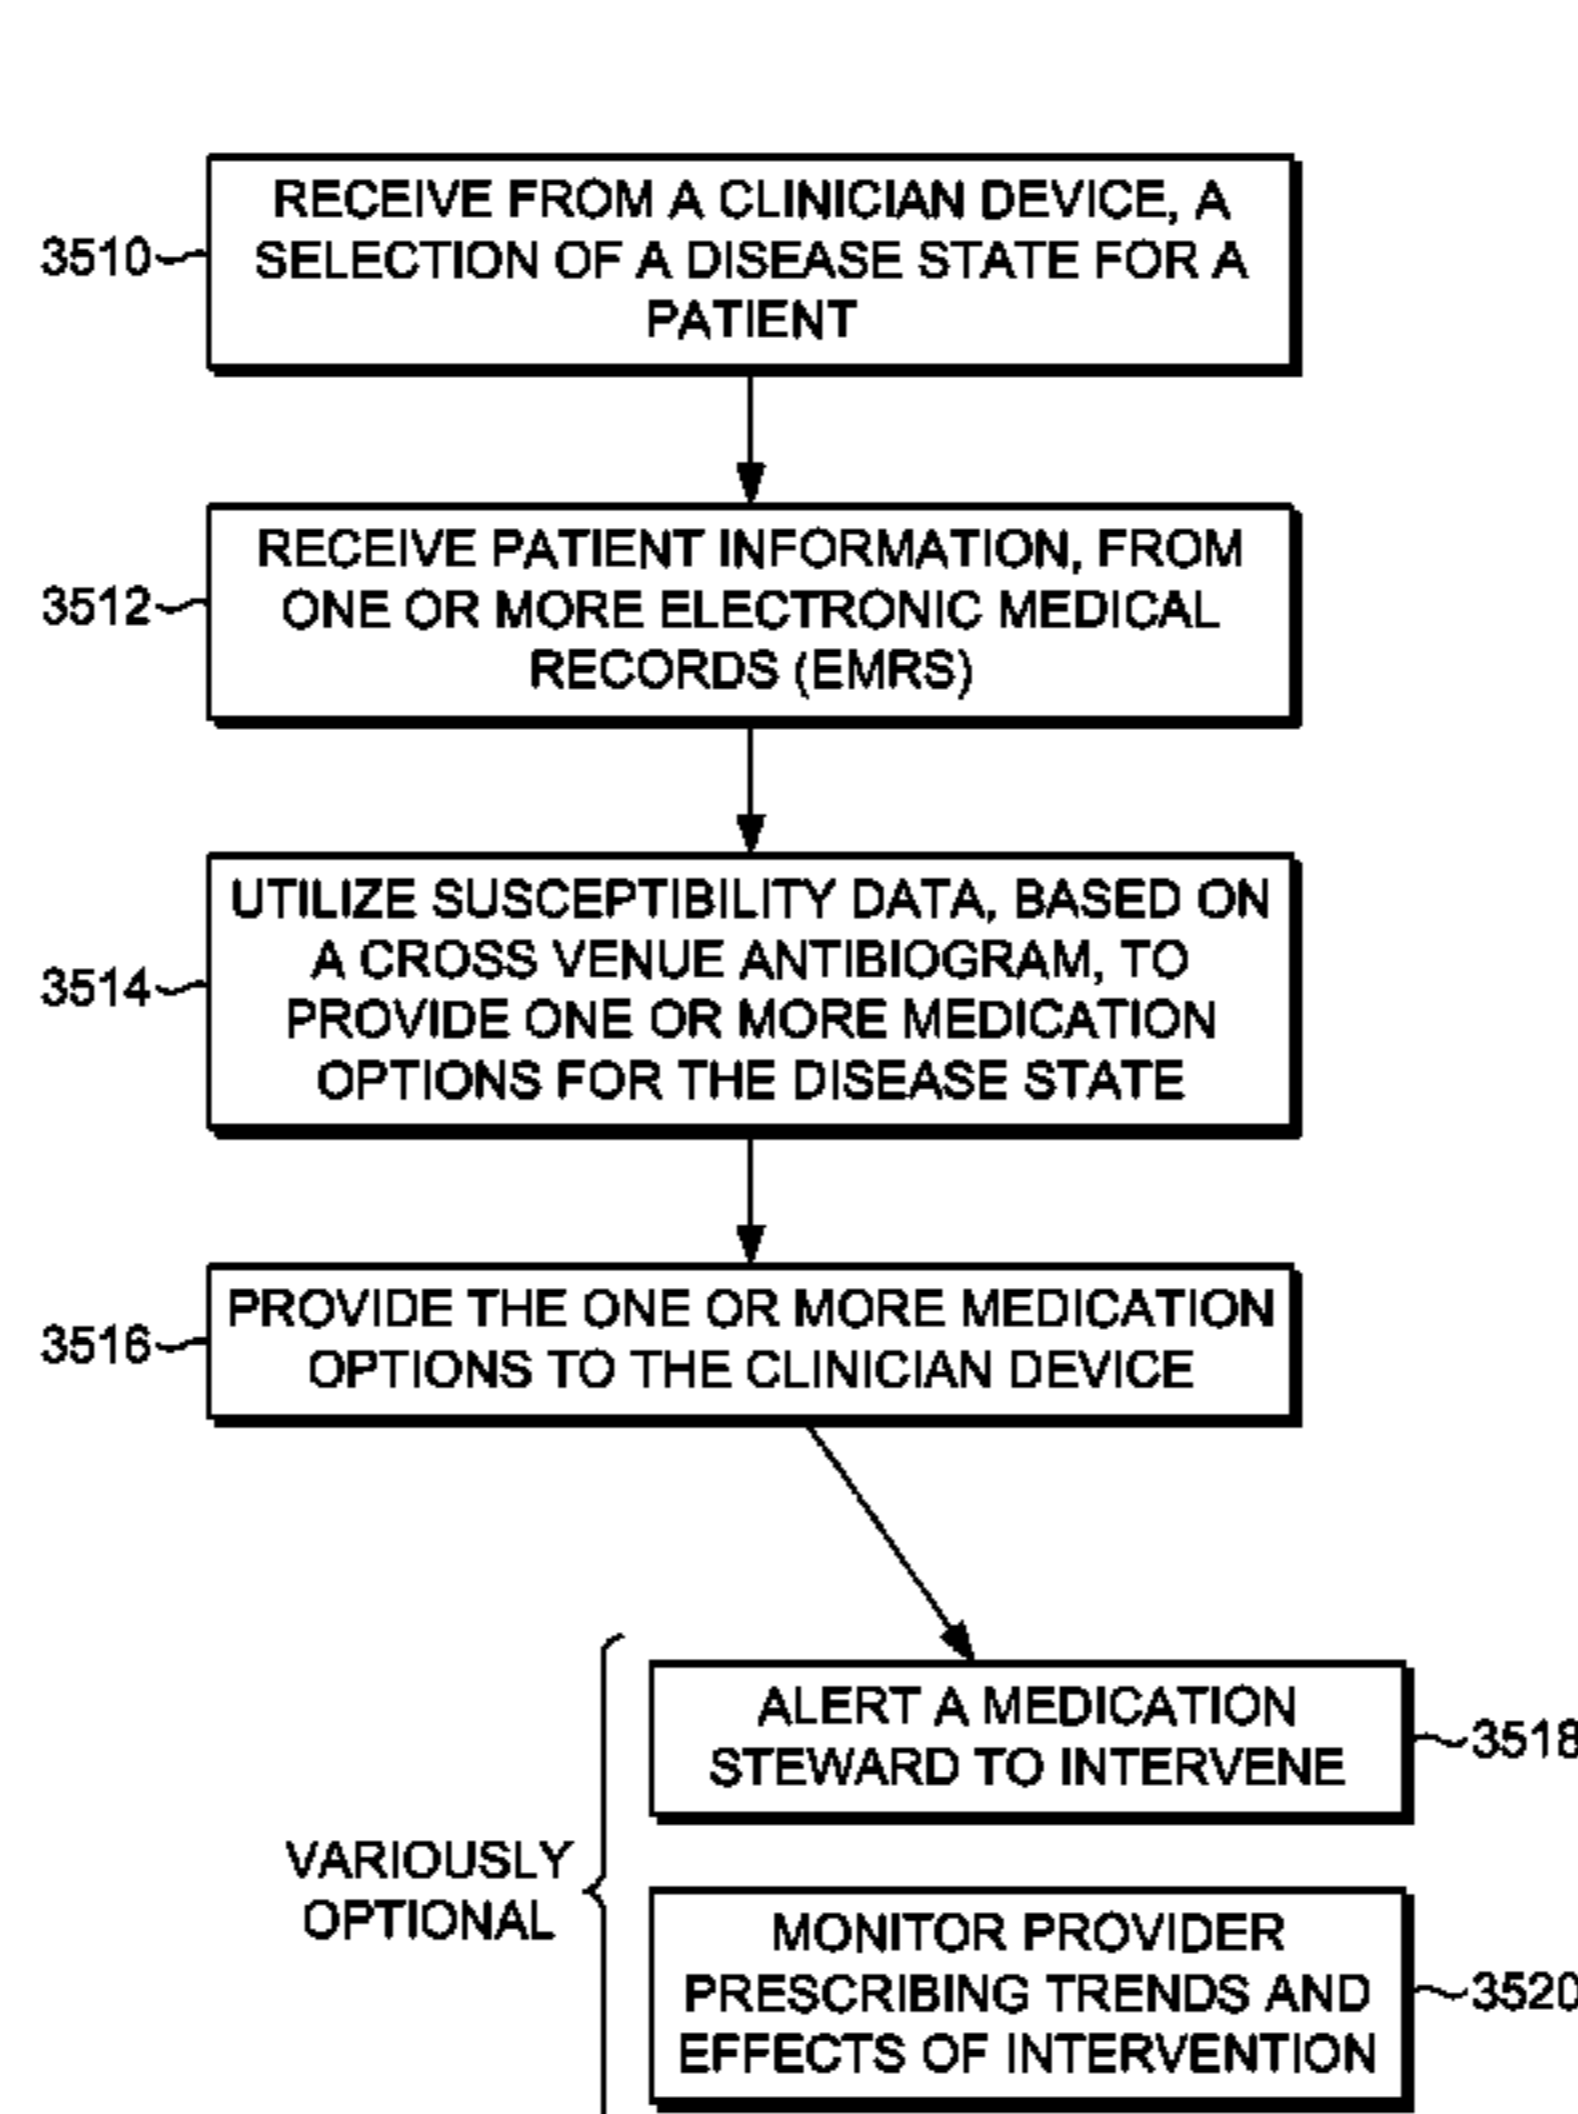 RECEIVE FROM A CLINICIAN DEVICE, A
3510
SELECTION OF A DISEASE STATE FOR A
PATIENT
RECEIVE PATIENT INFORMATION, FROM
3512
ONE OR MORE ELECTRONIC MEDICAL
RECORDS (EMRS)
UTILIZE SUSCEPTIBILITY DATA, BASED ON
A CROSS VENUE ANTIBIOGRAM, TO
3514
PROVIDE ONE OR MORE MEDICATION
OPTIONS FOR THE DISEASE STATE
PROVIDE THE ONE OR MORE MEDICATION
3516
OPTIONS TO THE CLINICIAN DEVICE
ALERT A MEDICATION
STEWARD TO INTERVENE
3518
VARIOUSLY
OPTIONAL
MONITOR PROVIDER
PRESCRIBING TRENDS AND
EFFECTS OF INTERVENTION
3520